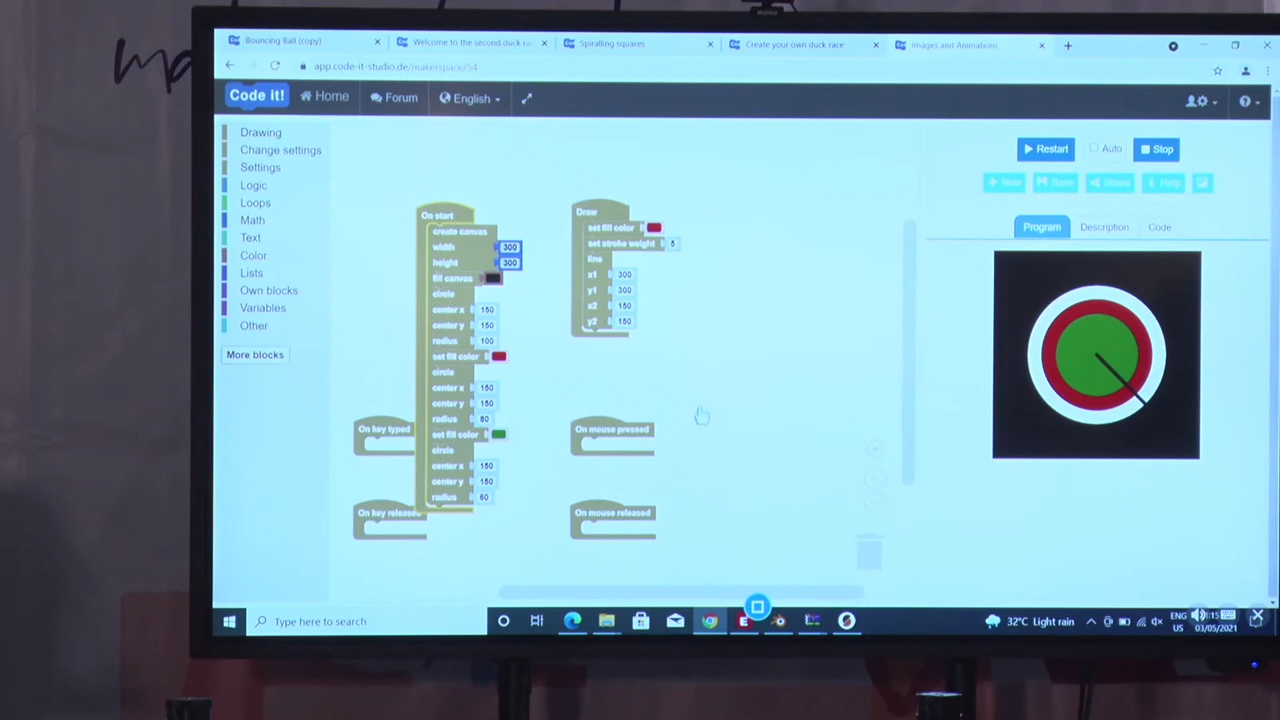 ma
Bouncing Ball (copy)
Welcome to the second duck ra
Spiralling squares
Create your own duck race
Images and Animations
app.code-it-studio.de/makerspace/54
Code it!
Home
Forum
English
Drawing
Change settings
Settings
Logic
Loops
Math
Text
Color
Lists
Own blocks
Variables
Other
More blocks
On start
create canvas
width 300
height 300
fill canvas
circle
center x 150
center y 150
radius 100
set fill color
circle
center x 150
center y 150
radius 80
set fill color
circle
center x 150
center y 150
radius 60
On key typed
On key released
Draw
set fill color
set stroke weight 5
line
x1 300
y1 300
x2 150
y2 150
On mouse pressed
On mouse released
Restart
Auto
Stop
New
Save
Share
Help
Program
Description
Code
Type here to search
32°C Light rain
ENG
US
03/05/2021